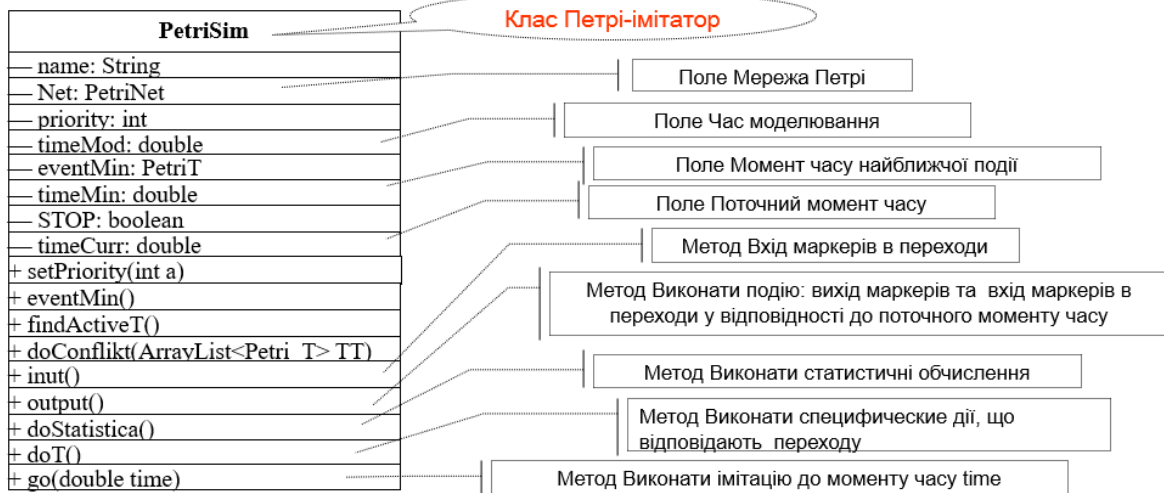 PetriSim
— name: String
— Net: PetriNet
— priority: int
— timeMod: double
— eventMin: PetriT
— timeMin: double
— STOP: boolean
— timeCurr: double
+ setPriority(int a)
+ eventMin()
+ findActiveT()
+ doConflikt(ArrayList<Petri_T> TT)
+ inut()
+ output()
+ doStatistica()
+ doT()
+ go(double time)
Клас Петрі-імітатор
Поле Мережа Петрі
Поле Час моделювання
Поле Момент часу найближчої події
Поле Поточний момент часу
Метод Вхід маркерів в переходи
Метод Виконати подію: вихід маркерів та вхід маркерів в
переходи у відповідності до поточного моменту часу
Метод Виконати статистичні обчислення
Метод Виконати специфические дії, що
відповідають переходу
Метод Виконати імітацію до моменту часу time